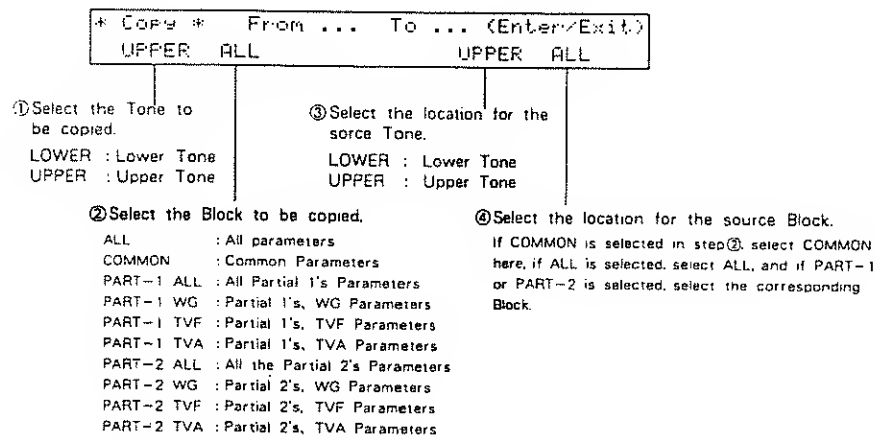 * Copy *   From ...   To ... (Enter/Exit)
UPPER   ALL   UPPER   ALL
①Select the Tone to
be copied.
LOWER : Lower Tone
UPPER : Upper Tone
③Select the location for the
sorce Tone.
LOWER : Lower Tone
UPPER : Upper Tone
②Select the Block to be copied.
ALL : All parameters
COMMON : Common Parameters
PART-1 ALL : All Partial 1's Parameters
PART-1 WG : Partial 1's, WG Parameters
PART-1 TVF : Partial 1's, TVF Parameters
PART-1 TVA : Partial 1's, TVA Parameters
PART-2 ALL : All the Partial 2's Parameters
PART-2 WG : Partial 2's, WG Parameters
PART-2 TVF : Partial 2's, TVF Parameters
PART-2 TVA : Partial 2's, TVA Parameters
④Select the location for the source Block.
If COMMON is selected in step②, select COMMON
here, if ALL is selected, select ALL, and if PART-1
or PART-2 is selected, select the corresponding
Block.